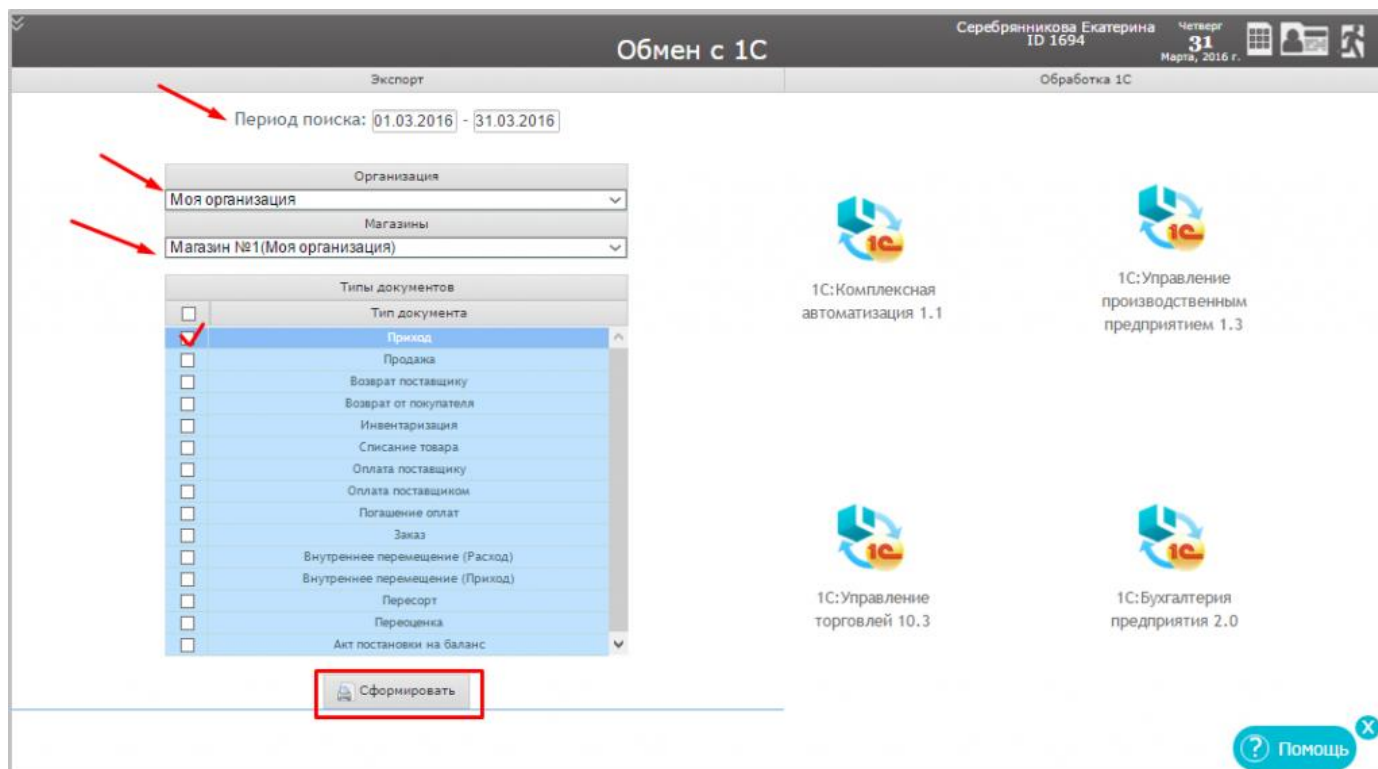 Обмен с 1С
Серебрянникова Екатерина
ID 1694
Четверг
31
Марта, 2016 г.
Экспорт
Обработка 1С
Период поиска: 01.03.2016 - 31.03.2016
Организация
Моя организация
Магазины
Магазин №1(Моя организация)
Типы документов
Тип документа
Приход
Продажа
Возврат поставщику
Возврат от покупателя
Инвентаризация
Списание товара
Оплата поставщику
Оплата поставщиком
Погашение оплат
Заказ
Внутреннее перемещение (Расход)
Внутреннее перемещение (Приход)
Пересорт
Переоценка
Акт постановки на баланс
Сформировать
1С
1С:Комплексная
автоматизация 1.1
1С
1С:Управление
производственным
предприятием 1.3
1С
1С:Управление
торговлей 10.3
1С
1С:Бухгалтерия
предприятия 2.0
? Помощь
X